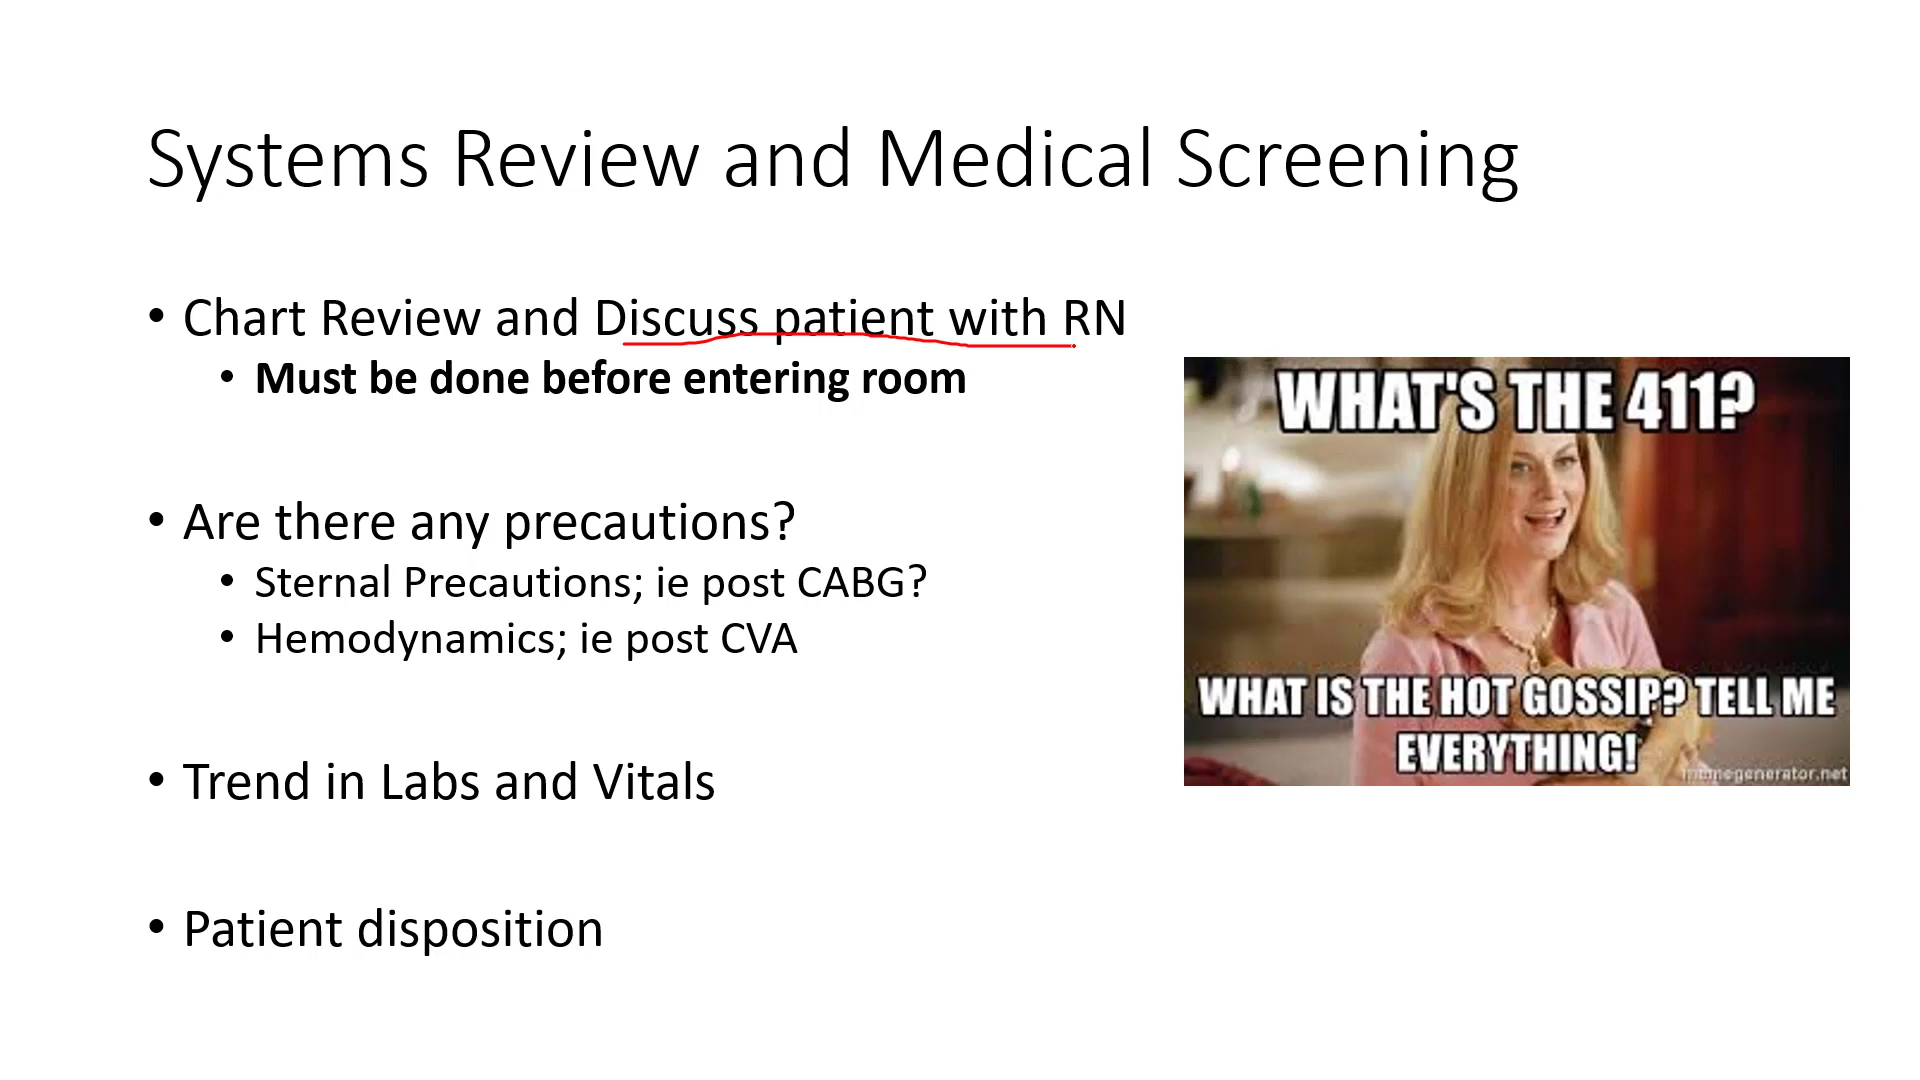 Systems Review and Medical Screening
• Chart Review and Discuss patient with RN
• Must be done before entering room
• Are there any precautions?
• Sternal Precautions; ie post CABG?
• Hemodynamics; ie post CVA
• Trend in Labs and Vitals
• Patient disposition
WHAT'S THE 411?
WHAT IS THE HOT GOSSIP? TELL ME
EVERYTHING!
memegenerator.net